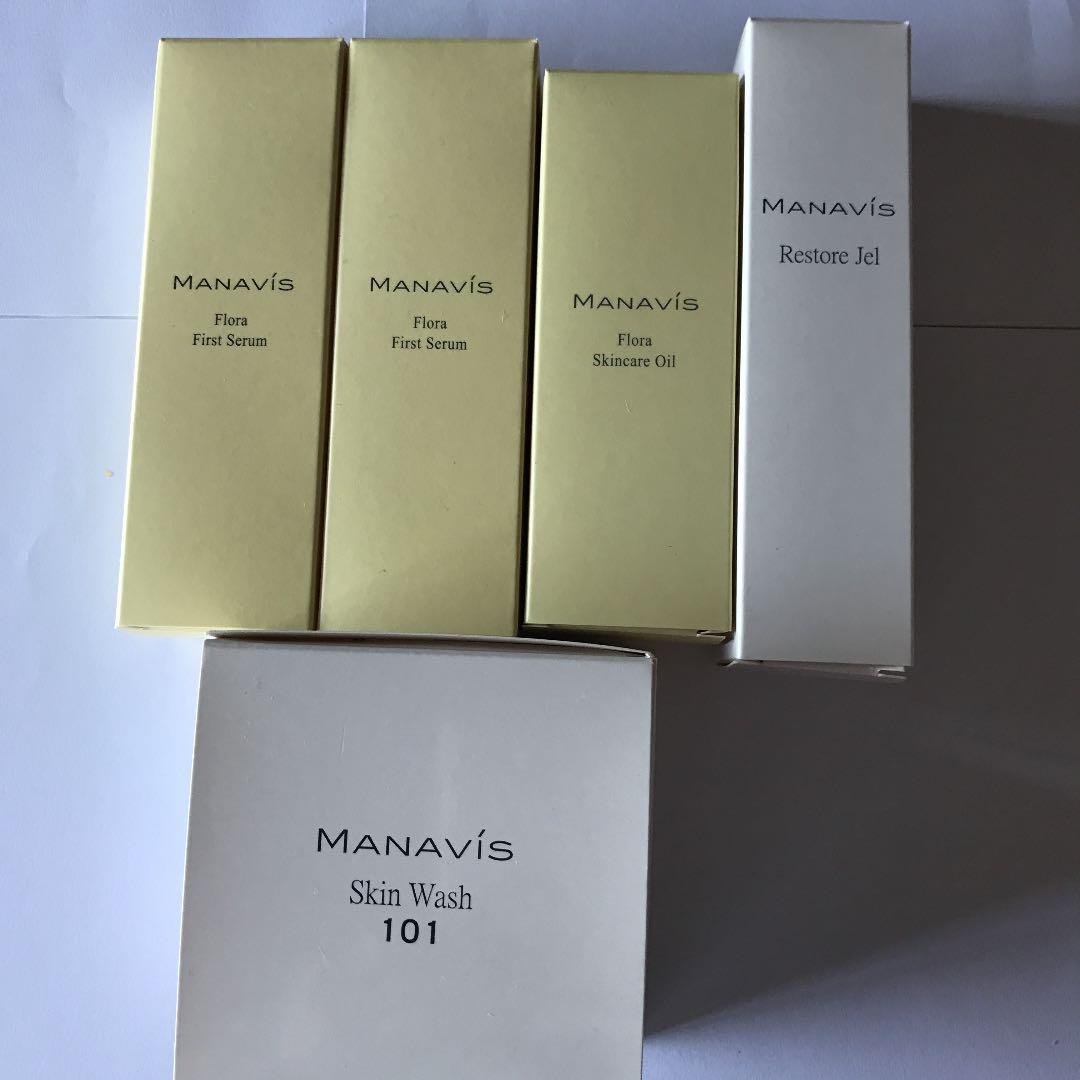 MANAVÍS
Flora
First Serum
MANAVÍS
Flora
First Serum
MANAVÍS
Flora
Skincare Oil
MANAVÍS
Restore Jel
MANAVÍS
Skin Wash
101